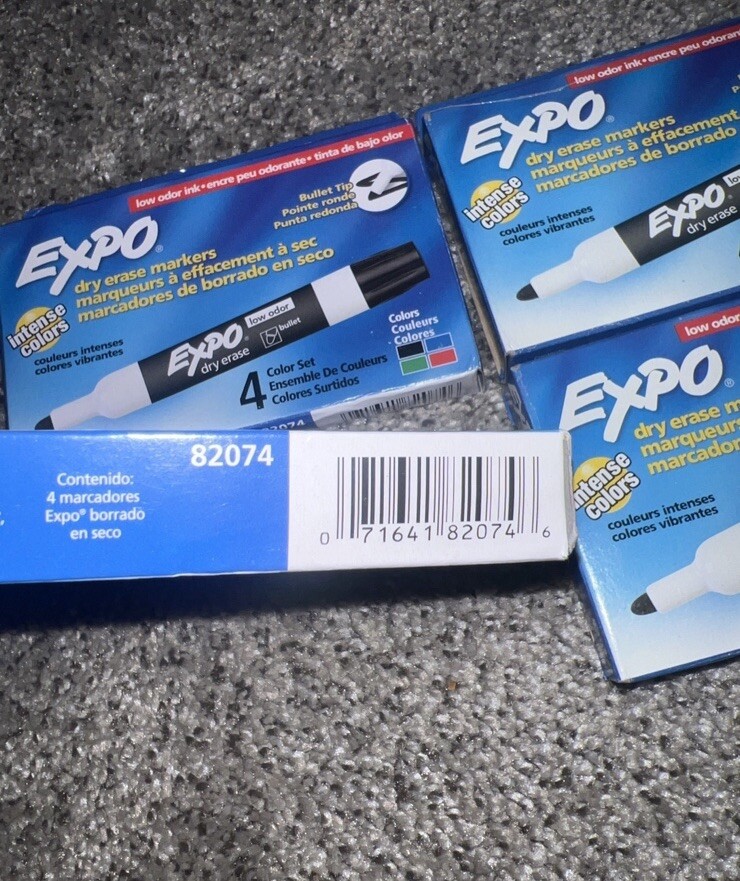 low odor ink • encre peu odorante • tinta de bajo olor
Bullet Tip
Pointe ronde
Punta redonda
EXPO®
dry erase markers
marqueurs à effacement à sec
marcadores de borrado en seco
intense
colors
couleurs intenses
colores vibrantes
EXPO low odor
dry erase bullet
4 Color Set
Ensemble De Couleurs
Colores Surtidos
Colors
Couleurs
Colores
82074
Contenido:
4 marcadores
Expo® borrado
en seco
0 71641 82074 6
low odor ink • encre peu
EXPO®
dry erase markers
marqueurs à effacement
marcadores de borrado
intense
colors
couleurs intenses
colores vibrantes
EXPO
dry erase
low odor
EXPO®
dry erase
intense
colors
couleurs intenses
colores vibrantes